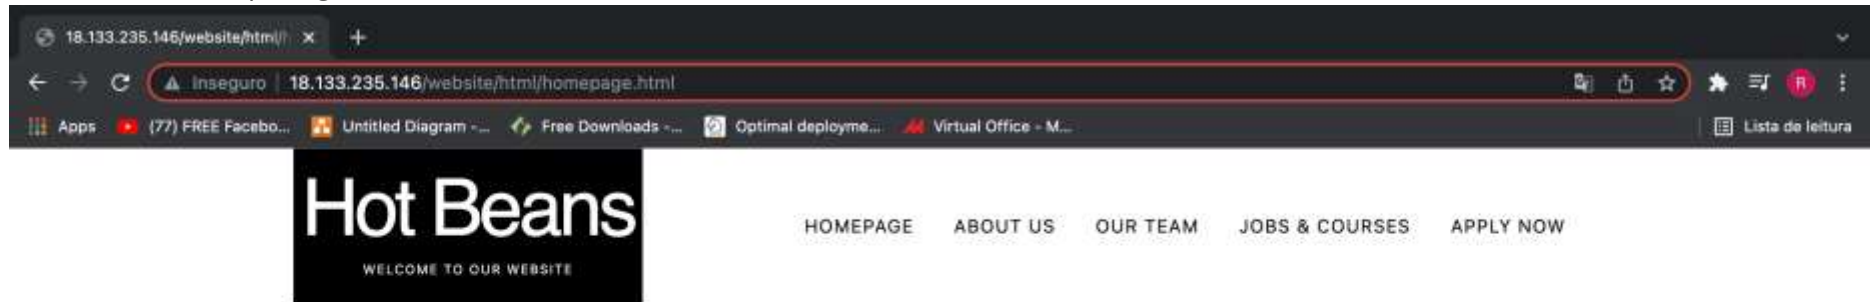 18.133.235.146/website/html/
Inseguro | 18.133.235.146/website/html/homepage.html
R
Apps (77) FREE Facebo... Untitled Diagram -... Free Downloads -... Optimal deployme... Virtual Office - M... Lista de leitura
Hot Beans
HOMEPAGE ABOUT US OUR TEAM JOBS & COURSES APPLY NOW
WELCOME TO OUR WEBSITE